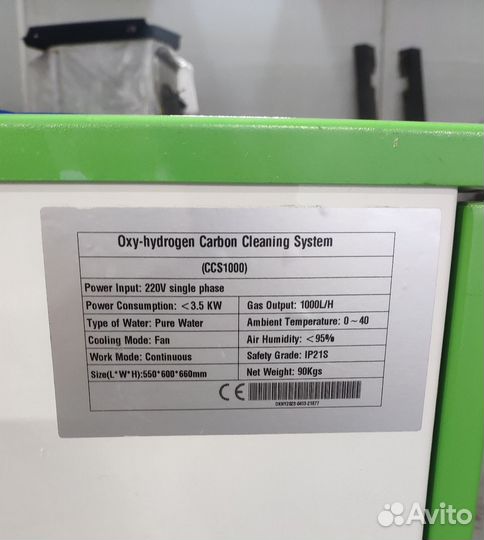 Oxy-hydrogen Carbon Cleaning System
(CCS1000)
Power Input: 220V single phase
Power Consumption: <3.5 KW
Gas Output: 1000L/H
Type of Water: Pure Water
Ambient Temperature: 0~40
Cooling Mode: Fan
Air Humidity: <95%
Work Mode: Continuous
Safety Grade: IP21S
Size(L*W*H):550*600*660mm
Net Weight: 90Kgs
CE
Avito